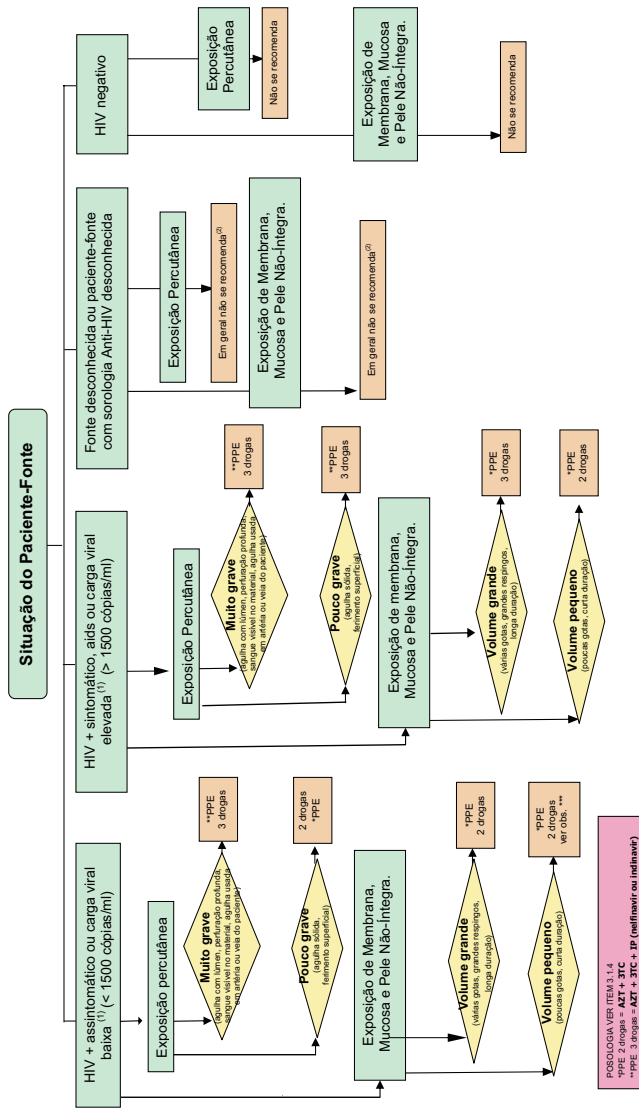 Situação do Paciente-Fonte
HIV + assintomático ou carga viral
baixa (1) (< 1500 cópias/ml)
Exposição percutânea
Muito grave
(agulha com lúmen, perfuração profunda,
sangue visível no material, agulha usada
em artéria ou veia do paciente)
**PPE
3 drogas
Pouco grave
(agulha sólida,
ferimento superficial)
2 drogas
*PPE
Exposição de Membrana,
Mucosa e Pele Não-Íntegra.
Volume grande
(várias gotas, grandes respingos,
longa duração)
*PPE
2 drogas
Volume pequeno
(poucas gotas, curta duração)
*PPE
2 drogas
ver obs. ***
HIV + sintomático, aids ou carga viral
elevada (1) (> 1500 cópias/ml)
Exposição Percutânea
Muito grave
(agulha com lúmen, perfuração profunda,
sangue visível no material, agulha usada
em artéria ou veia do paciente)
**PPE
3 drogas
Pouco grave
(agulha sólida,
ferimento superficial)
**PPE
3 drogas
Exposição de membrana,
Mucosa e Pele Não-Íntegra.
Volume grande
(várias gotas, grandes respingos,
longa duração)
*PPE
3 drogas
Volume pequeno
(poucas gotas, curta duração)
*PPE
2 drogas
Fonte desconhecida ou paciente-fonte
com sorologia Anti-HIV desconhecida
Exposição Percutânea
Em geral não se recomenda(2)
Exposição de Membrana,
Mucosa e Pele Não-Íntegra.
Em geral não se recomenda(2)
HIV negativo
Exposição
Percutânea
Não se recomenda
Exposição de
Membrana, Mucosa
e Pele Não-Íntegra.
Não se recomenda
POSOLOGIA VER ITEM 3.1.4
*PPE 2 drogas = AZT + 3TC
**PPE 3 drogas = AZT + 3TC + IP (nelfinavir ou indinavir)